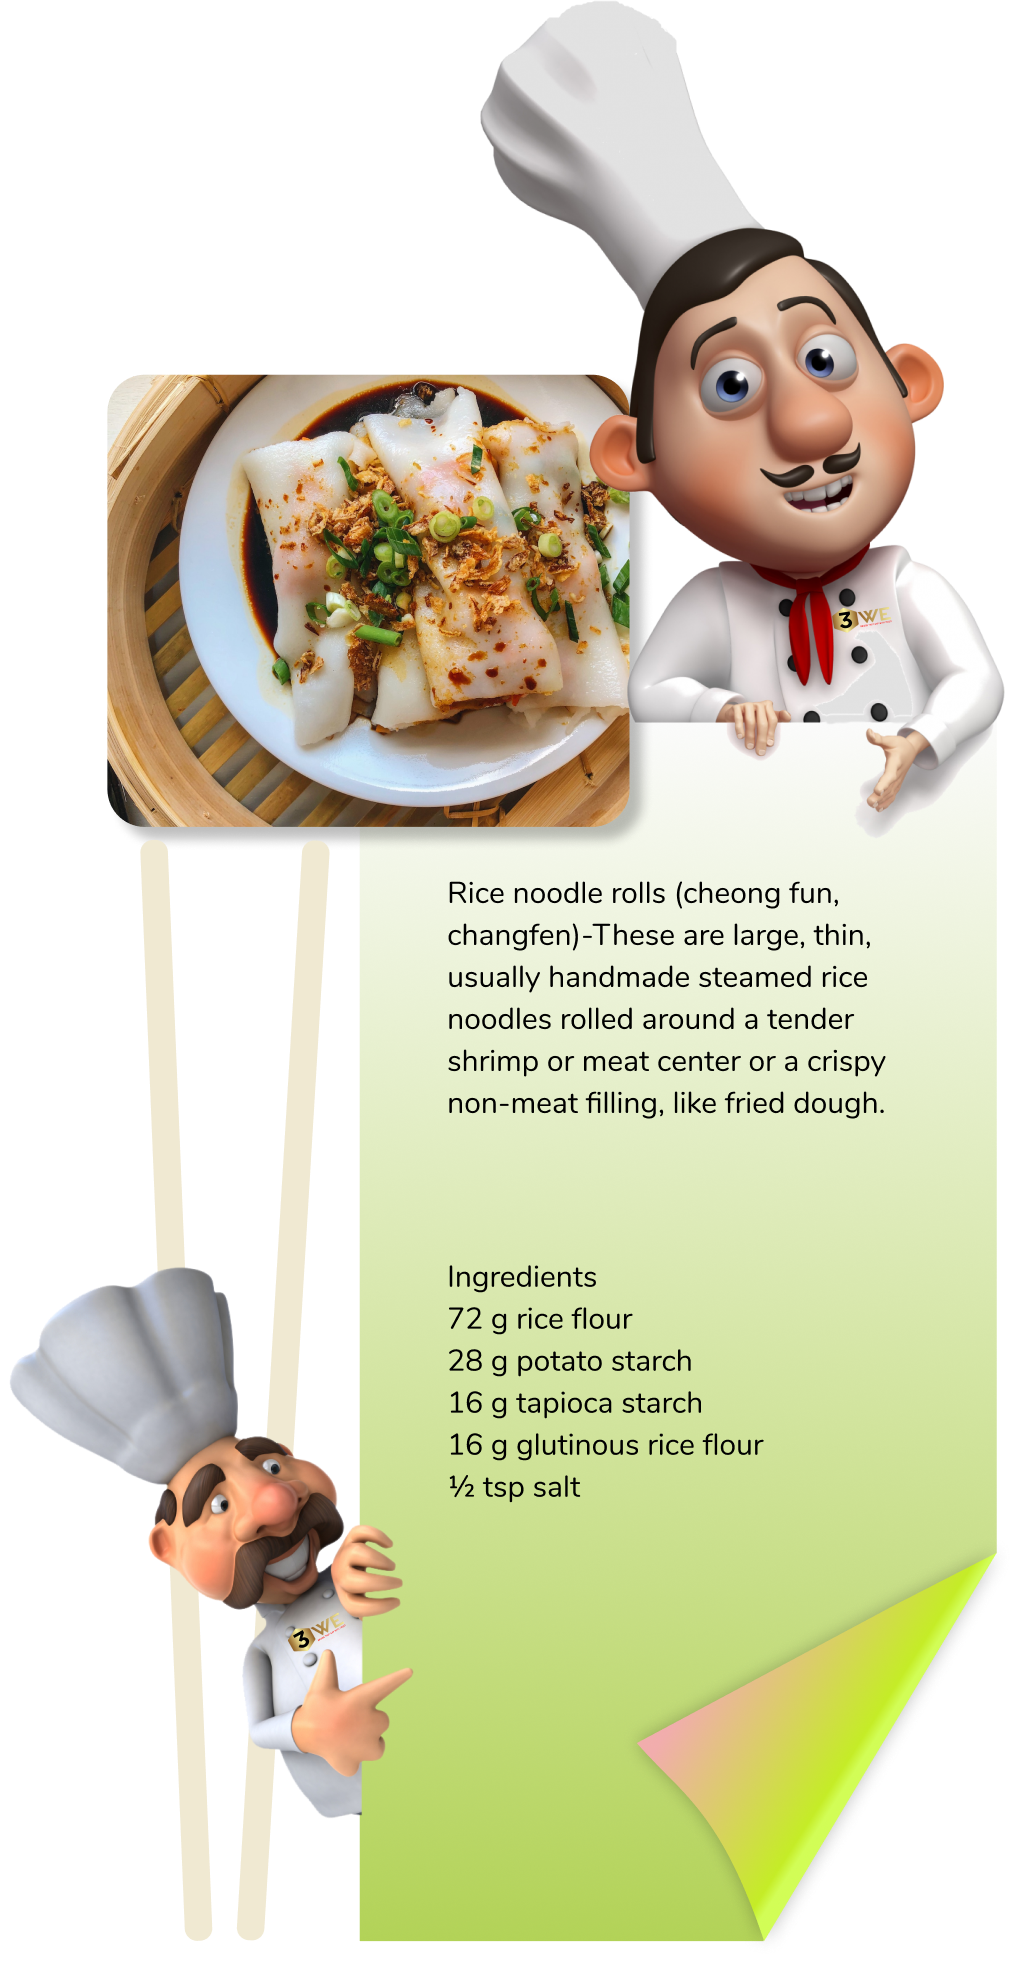 3WE
Rice noodle rolls (cheong fun,
changfen)-These are large, thin,
usually handmade steamed rice
noodles rolled around a tender
shrimp or meat center or a crispy
non-meat filling, like fried dough.
Ingredients
72 g rice flour
28 g potato starch
16 g tapioca starch
16 g glutinous rice flour
½ tsp salt
3WE